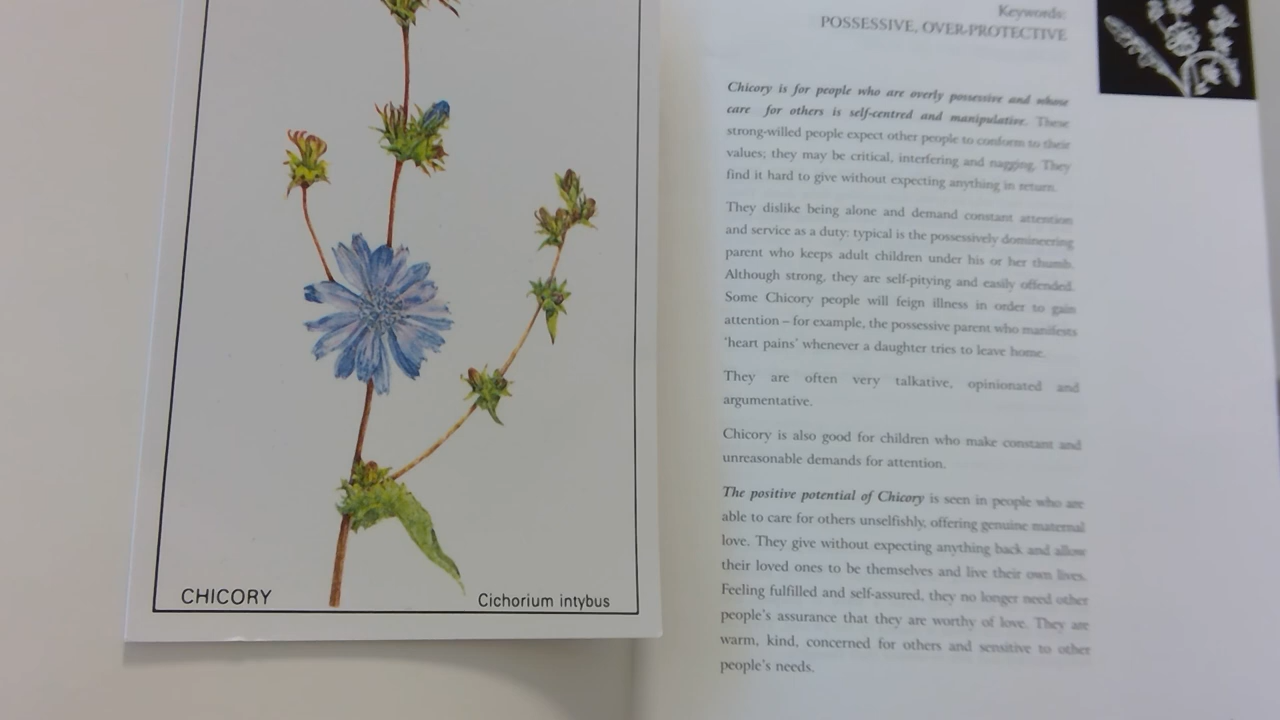 CHICORY
Cichorium intybus
Keywords:
POSSESSIVE, OVER-PROTECTIVE
Chicory is for people who are overly possessive and whose
care for others is self-centred and manipulative. These
strong-willed people expect other people to conform to their
values; they may be critical, interfering and nagging. They
find it hard to give without expecting anything in return.
They dislike being alone and demand constant attention
and service as a duty: typical is the possessively domineering
parent who keeps adult children under his or her thumb.
Although strong, they are self-pitying and easily offended.
Some Chicory people will feign illness in order to gain
attention – for example, the possessive parent who manifests
'heart pains' whenever a daughter tries to leave home.
They are often very talkative, opinionated and
argumentative.
Chicory is also good for children who make constant and
unreasonable demands for attention.
The positive potential of Chicory is seen in people who are
able to care for others unselfishly, offering genuine maternal
love. They give without expecting anything back and allow
their loved ones to be themselves and live their own lives.
Feeling fulfilled and self-assured, they no longer need other
people's assurance that they are worthy of love. They are
warm, kind, concerned for others and sensitive to other
people's needs.